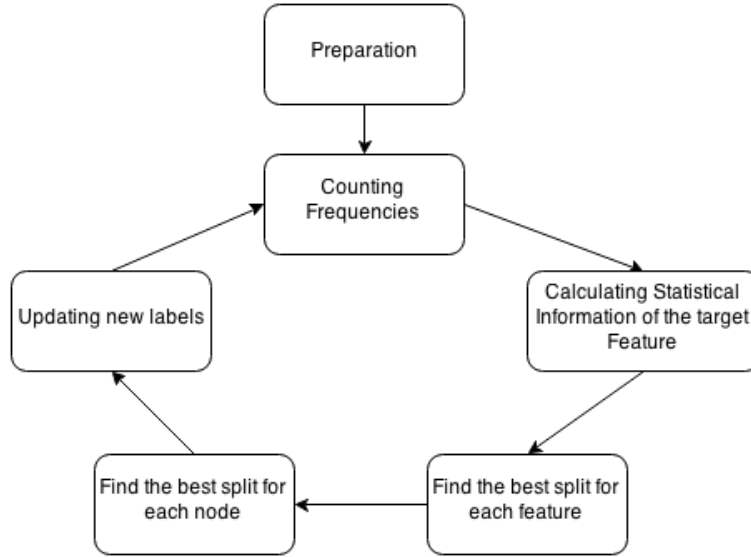 Preparation
Counting
Frequencies
Calculating Statistical
Information of the target
Feature
Updating new labels
Find the best split for
each node
Find the best split for
each feature